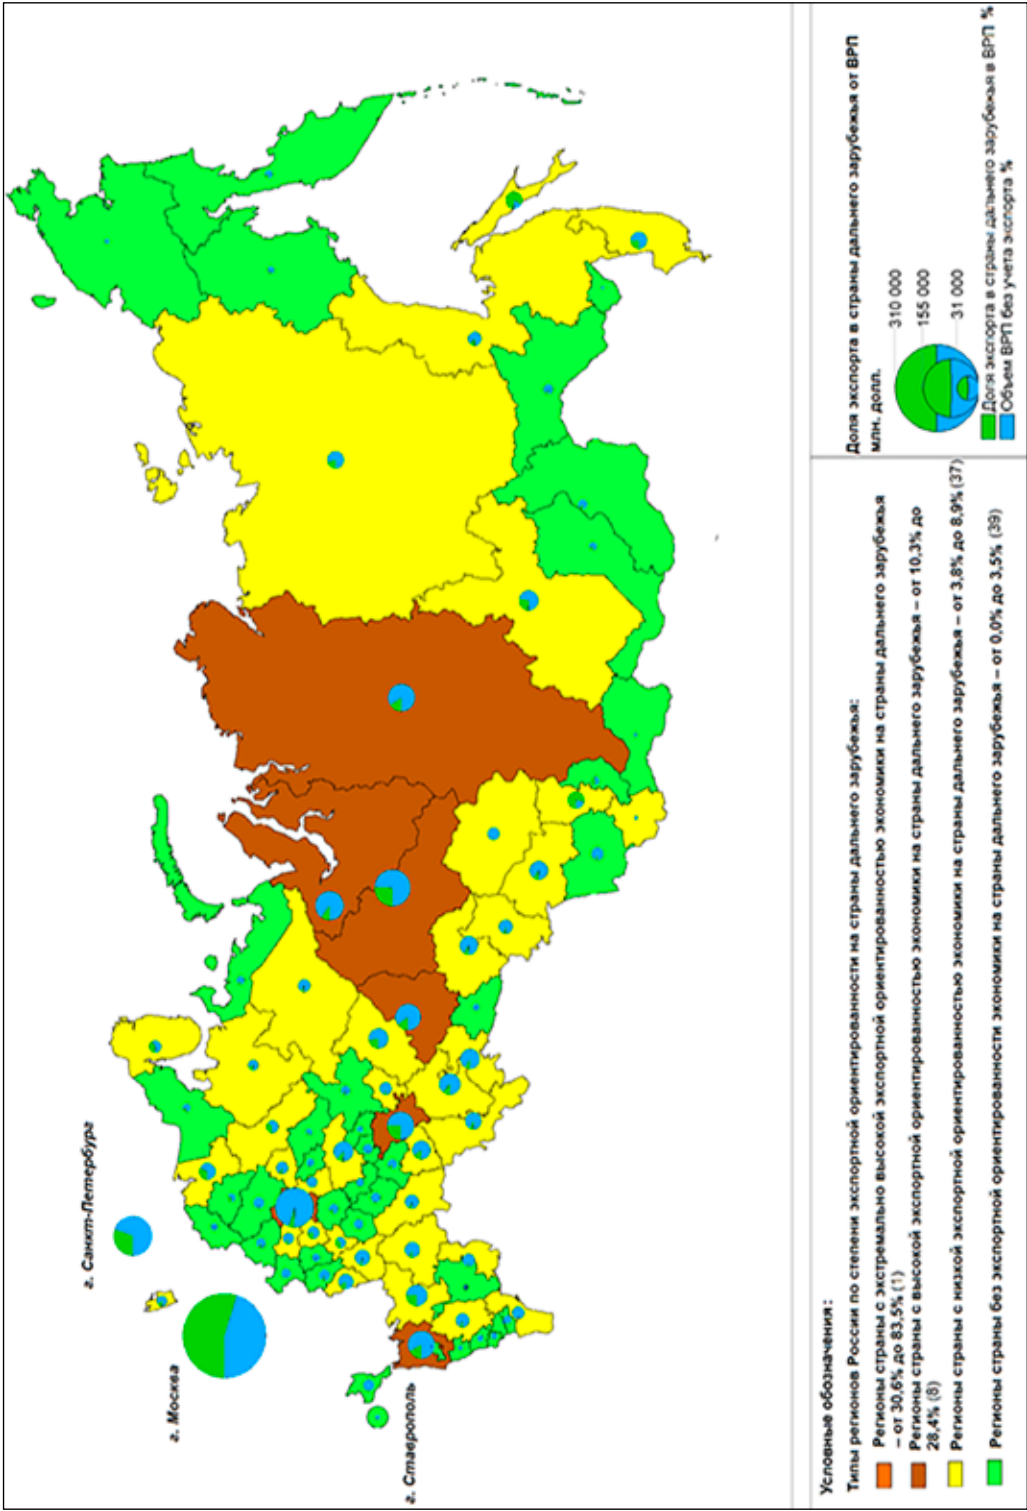 г. Санкт-Петербура
г. Москва
г. Ставрополь
Условные обозначения:
Типы регионов России по степени экспортной ориентированности на страны дальнего зарубежья:
Регионы страны с экстремально высокой экспортной ориентированностью экономики на страны дальнего зарубежья
– от 30,6% до 83,5% (1)
Регионы страны с высокой экспортной ориентированностью экономики на страны дальнего зарубежья – от 10,3% до
28,4% (8)
Регионы страны с низкой экспортной ориентированностью экономики на страны дальнего зарубежья – от 3,8% до 8,9% (37)
Регионы страны без экспортной ориентированности экономики на страны дальнего зарубежья – от 0,0% до 3,5% (39)
Доля экспорта в страны дальнего зарубежья от ВРП
млн. долл.
310 000
155 000
31 000
Доля экспорта в страны дальнего зарубежья в ВРП %
Объем ВРП без учета экспорта %